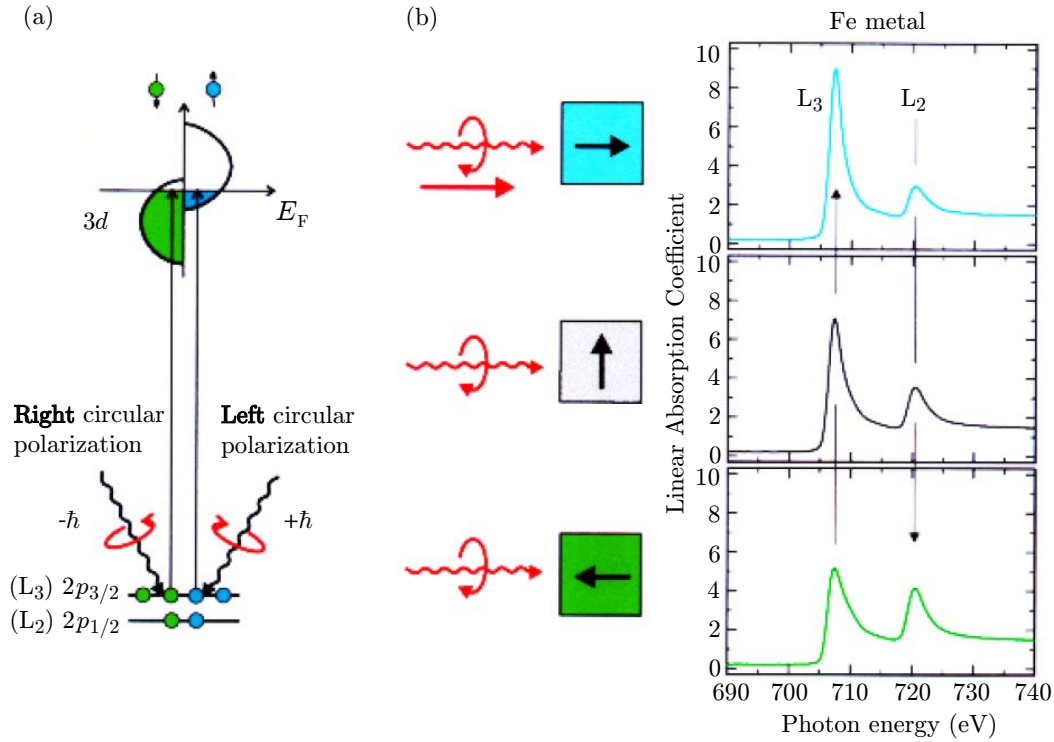 (a)
3d
E_F
Right circular
polarization
Left circular
polarization
-ħ
+ħ
(L₃) 2p₃/₂
(L₂) 2p₁/₂
(b)
Fe metal
Linear Absorption Coefficient
10
8
6
4
2
0
L₃
L₂
10
8
6
4
2
0
10
8
6
4
2
0
690 700 710 720 730 740
Photon energy (eV)